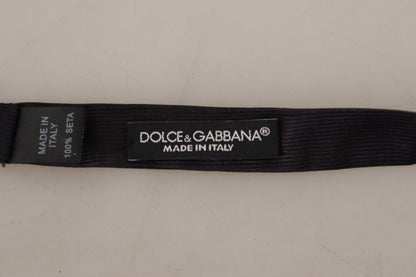 MADE IN
ITALY
100% SETA
DOLCE & GABBANA®
MADE IN ITALY